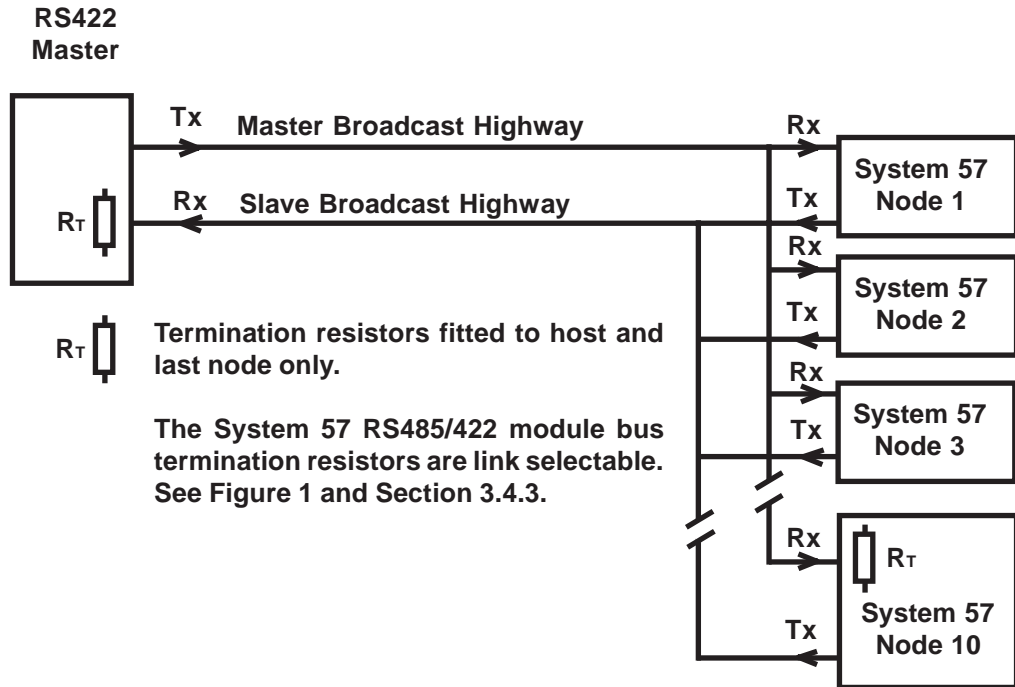 RS422
Master
Tx
Master Broadcast Highway
Rx
System 57
Node 1
Rx
Slave Broadcast Highway
Tx
RT
Rx
System 57
Node 2
Tx
RT
Termination resistors fitted to host and
last node only.
Rx
System 57
Node 3
Tx
The System 57 RS485/422 module bus
termination resistors are link selectable.
See Figure 1 and Section 3.4.3.
Rx
RT
System 57
Node 10
Tx